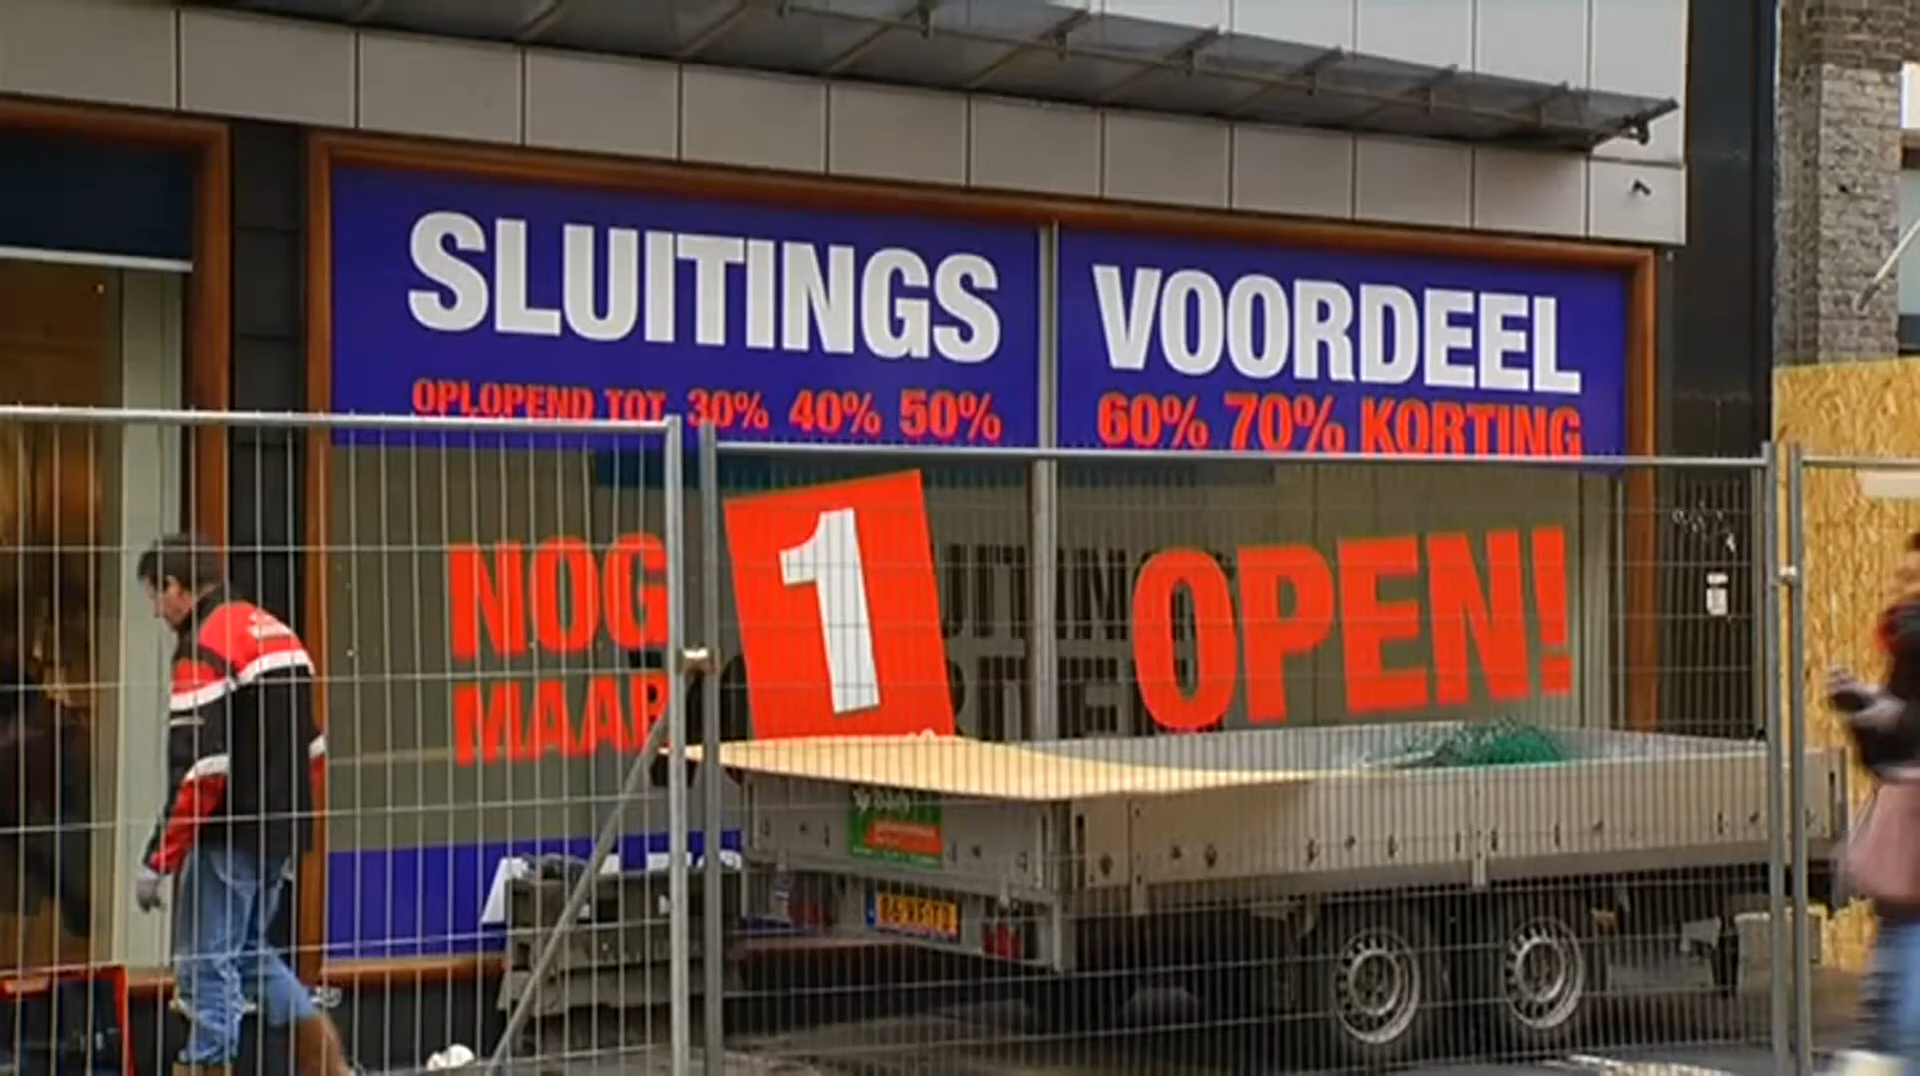 SLUITINGS VOORDEEL
OPLOPEND TOT 30% 40% 50% 60% 70% KORTING
NOG 1 OPEN!
MAAR